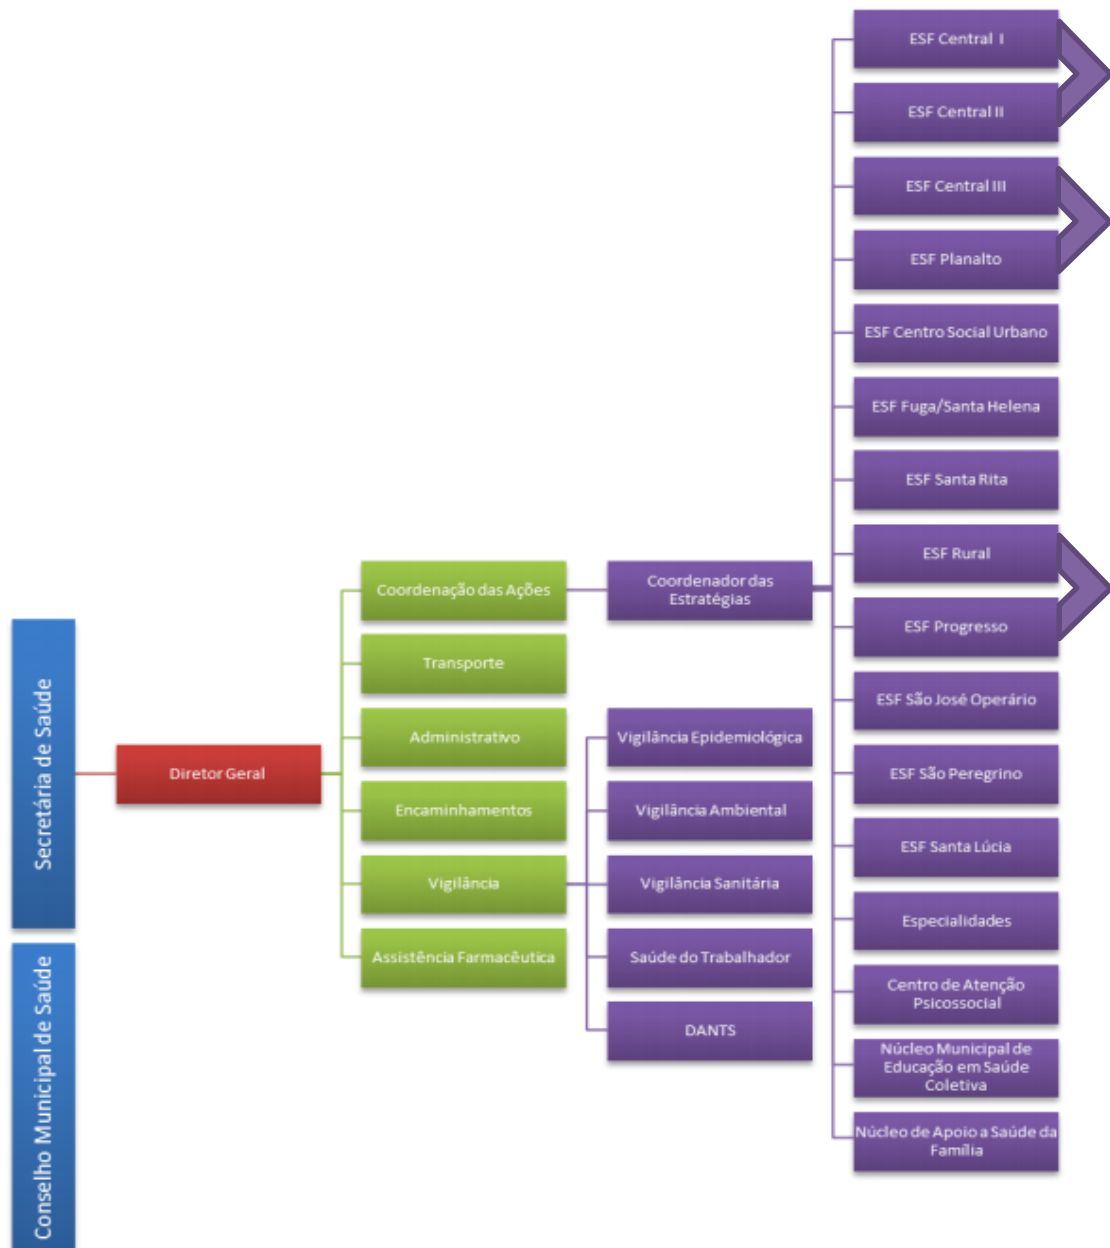 Secretária de Saúde
Conselho Municipal de Saúde
Diretor Geral
Coordenação das Ações
Transporte
Administrativo
Encaminhamentos
Vigilância
Assistência Farmacêutica
Coordenador das
Estratégias
Vigilância Epidemiológica
Vigilância Ambiental
Vigilância Sanitária
Saúde do Trabalhador
DANTS
ESF Central I
ESF Central II
ESF Central III
ESF Planalto
ESF Centro Social Urbano
ESF Fuga/Santa Helena
ESF Santa Rita
ESF Rural
ESF Progresso
ESF São José Operário
ESF São Peregrino
ESF Santa Lúcia
Especialidades
Centro de Atenção
Psicossocial
Núcleo Municipal de
Educação em Saúde
Coletiva
Núcleo de Apoio a Saúde da
Família